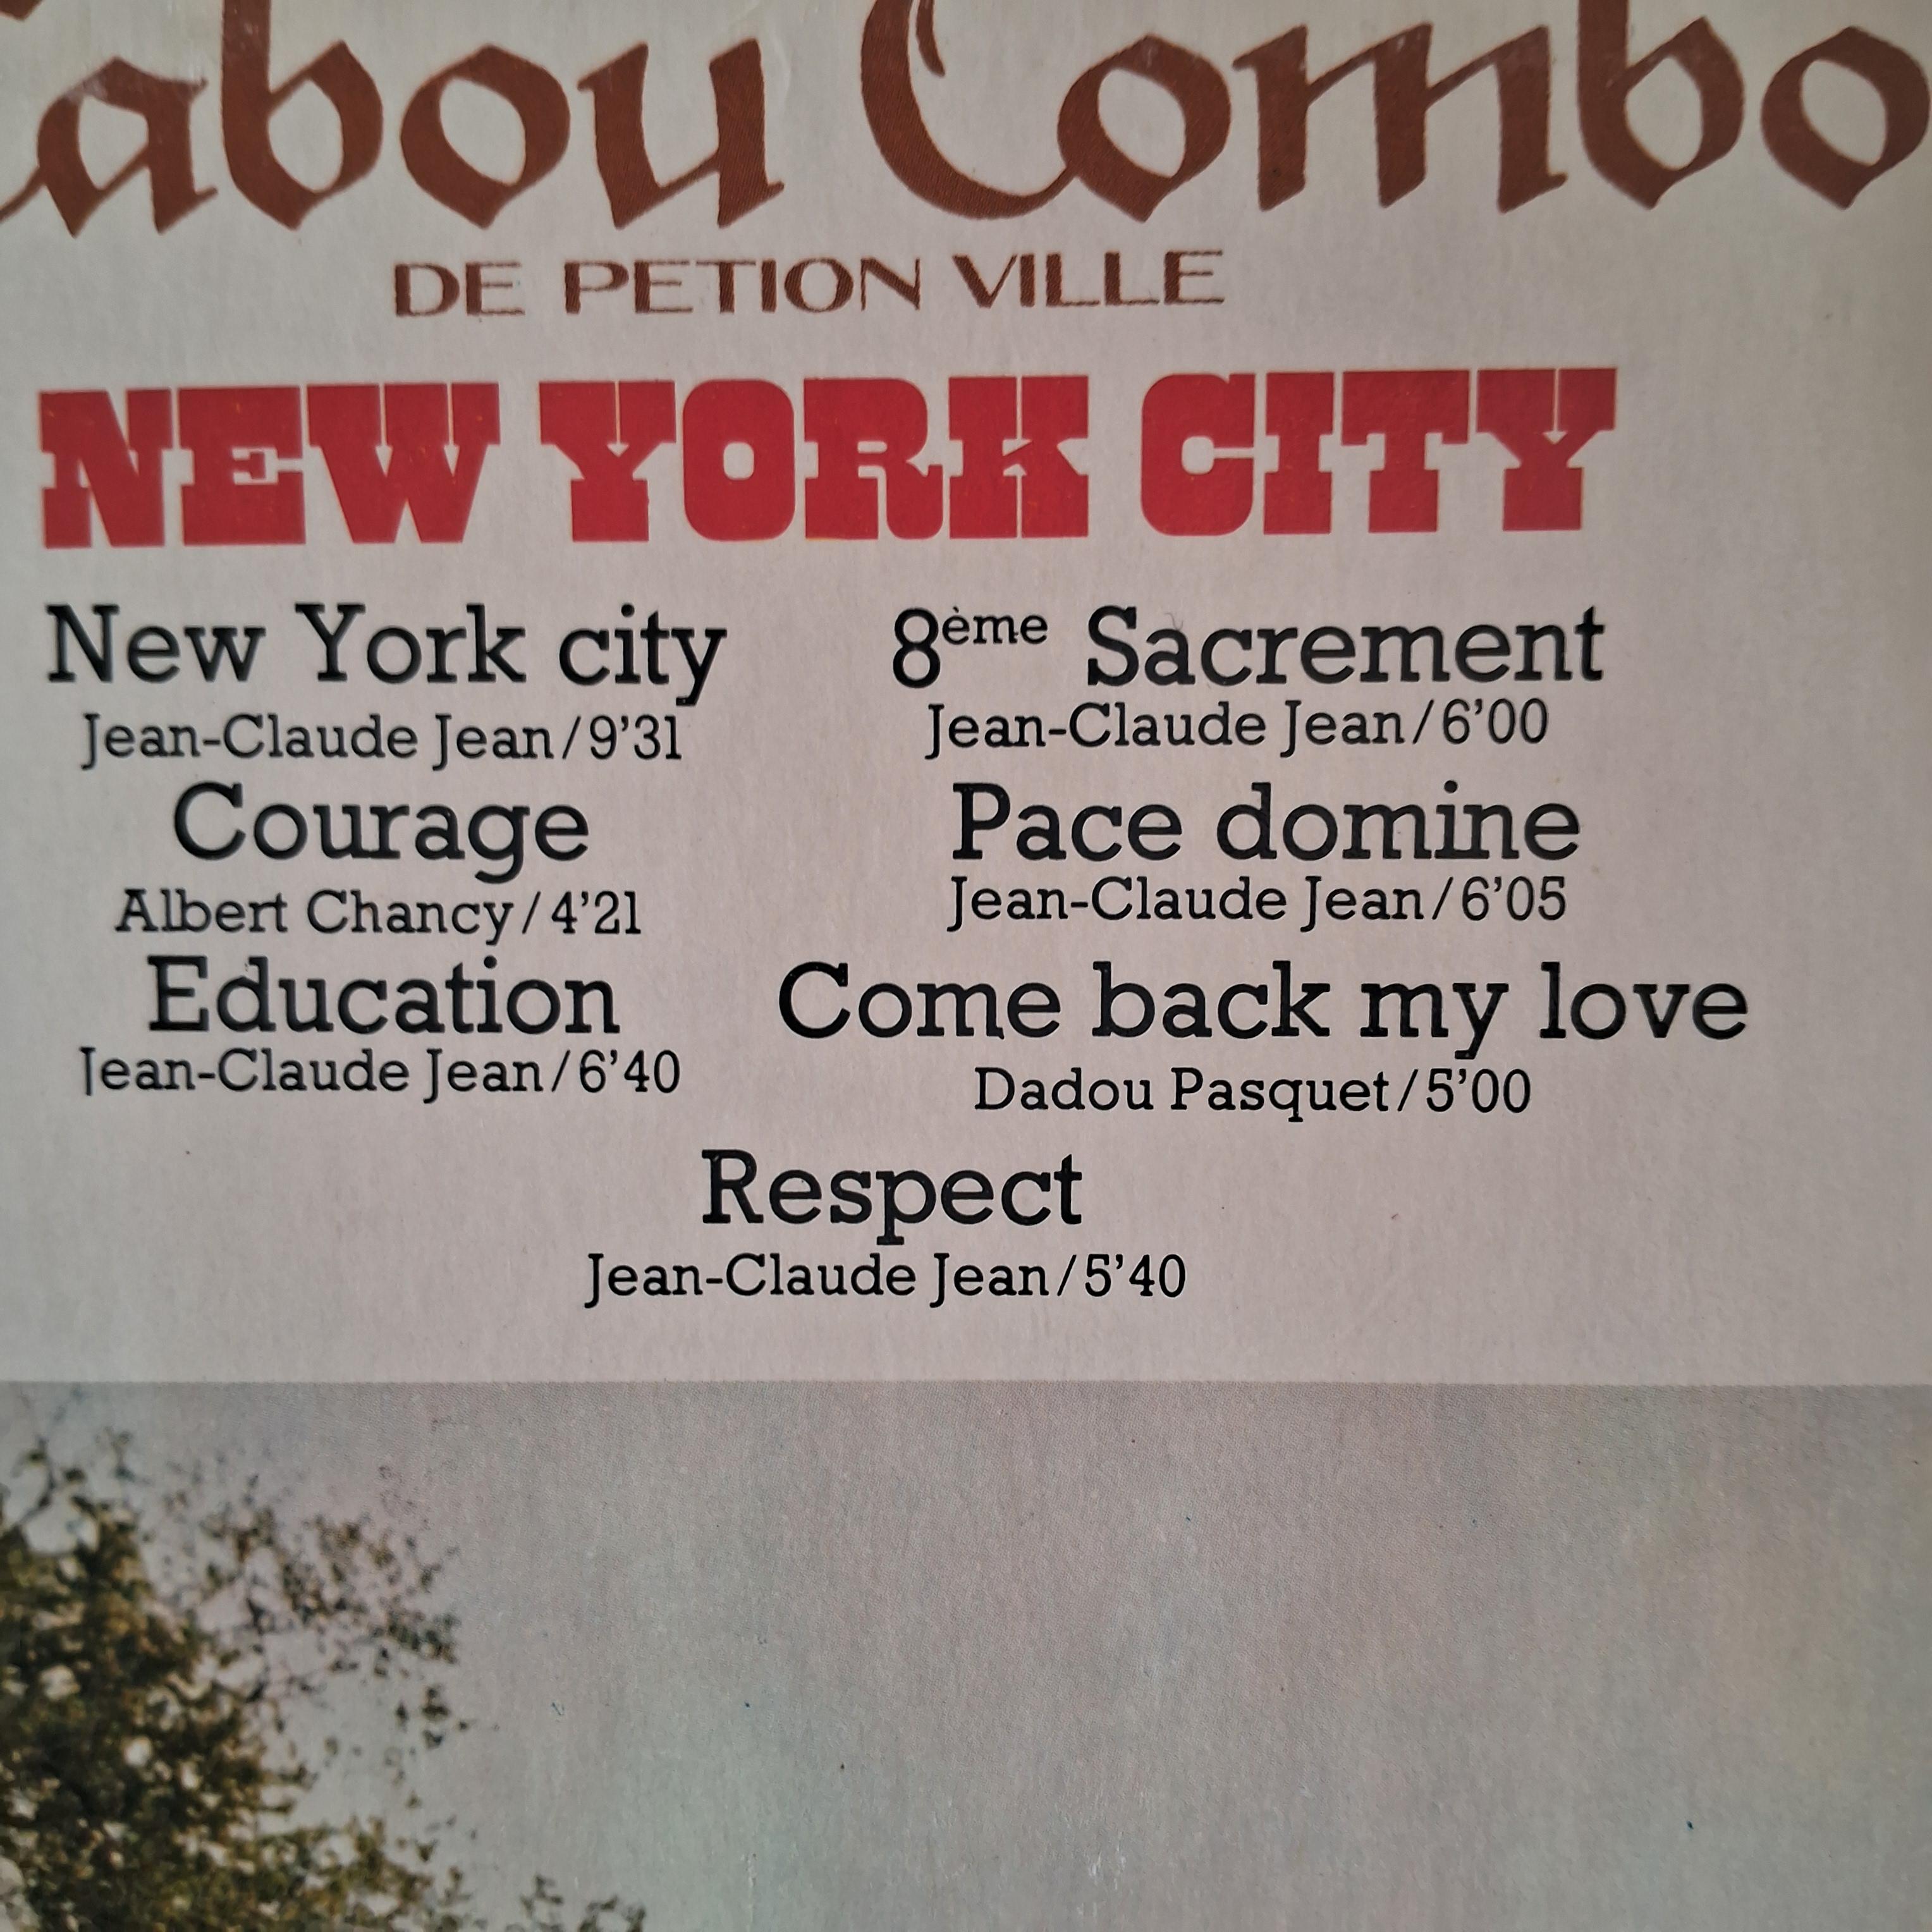 abou Combo
DE PETION VILLE
NEW YORK CITY
New York city
Jean-Claude Jean/9'31
Courage
Albert Chancy/4'21
Education
Jean-Claude Jean/6'40
8ème Sacrement
Jean-Claude Jean/6'00
Pace domine
Jean-Claude Jean/6'05
Come back my love
Dadou Pasquet/5'00
Respect
Jean-Claude Jean/5'40